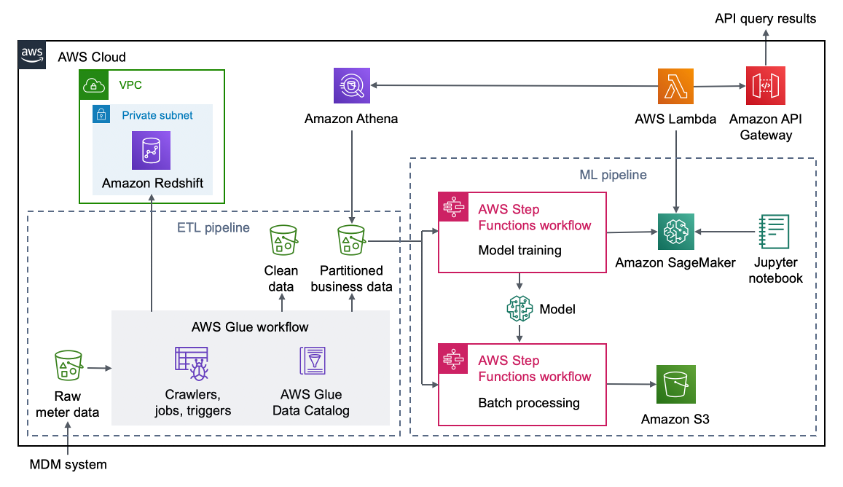 API query results
aws
AWS Cloud
VPC
Private subnet
Amazon Redshift
Amazon Athena
AWS Lambda
Amazon API
Gateway
ETL pipeline
Clean
data
Partitioned
business data
AWS Glue workflow
Crawlers,
jobs, triggers
AWS Glue
Data Catalog
Raw
meter data
MDM system
ML pipeline
AWS Step
Functions workflow
Model training
Amazon SageMaker
Jupyter
notebook
Model
AWS Step
Functions workflow
Batch processing
Amazon S3